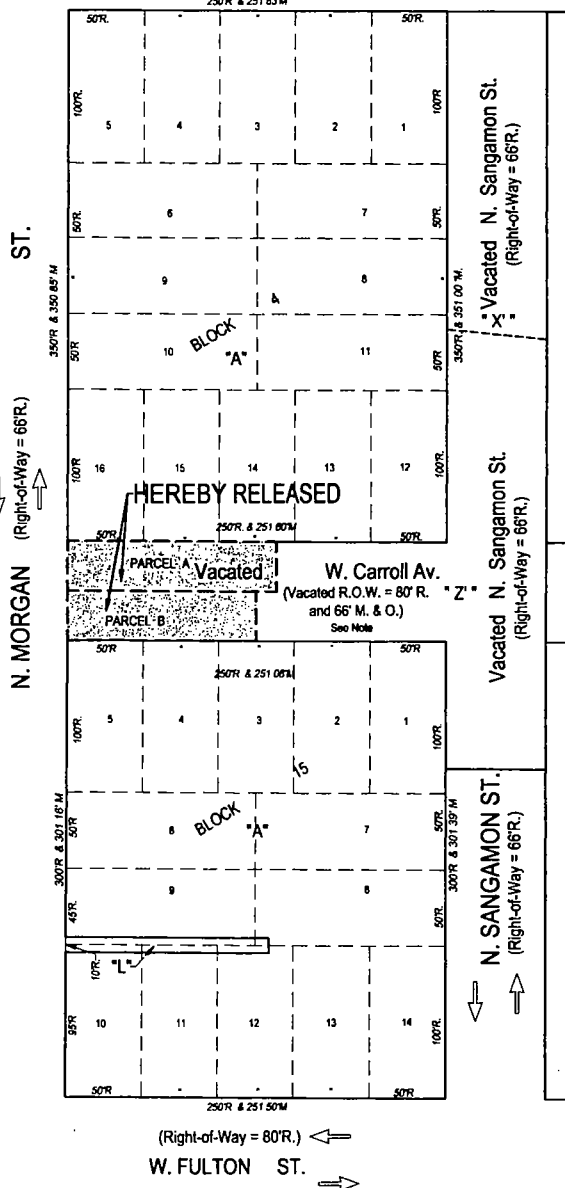 250'R & 251 83'M
50'R. 50'R.
100'R. 5 4 3 2 1 100'R.
Vacated N. Sangamon St.
(Right-of-Way = 66'R.)
50'R. 6 7 50'R.
ST.
350'R & 350 85' M
9 8
350'R & 351 00'M.
"X"
BLOCK
"A"
50'R. 10 11 50'R.
100'R. 16 15 14 13 12 100'R.
N. MORGAN (Right-of-Way = 66'R.)
HEREBY RELEASED
50'R. 250'R. & 251 60'M 50'R.
PARCEL A Vacated W. Carroll Av.
(Vacated R.O.W. = 80' R. "Z"
and 66' M. & O.)
See Note
PARCEL B
Vacated N. Sangamon St.
(Right-of-Way = 66'R.)
50'R 50'R
250'R & 251 06'M
100'R. 5 4 3 2 1 100'R.
15
BLOCK
"A"
50'R. 6 7 50'R.
300'R & 301 16' M
300'R & 301 39' M
45'R. 9 8 50'R.
N. SANGAMON ST.
(Right-of-Way = 66'R.)
10'R. "L"
95'R 10 11 12 13 14 100'R.
50'R 50'R
250'R & 251 50'M
(Right-of-Way = 80'R.)
W. FULTON ST.